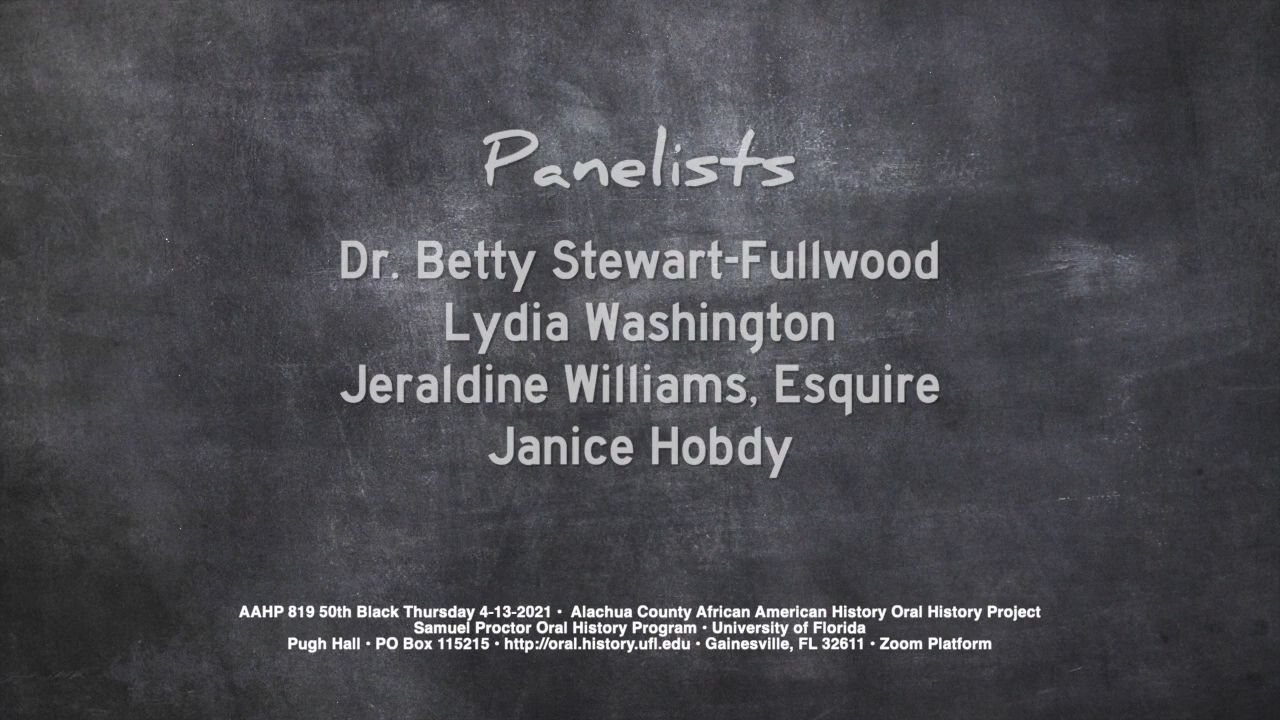 Panelists
Dr. Betty Stewart-Fullwood
Lydia Washington
Jeraldine Williams, Esquire
Janice Hobdy
AAHP 819 50th Black Thursday 4-13-2021 • Alachua County African American History Oral History Project
Samuel Proctor Oral History Program • University of Florida
Pugh Hall • PO Box 115215 • http://oral.history.ufl.edu • Gainesville, FL 32611 • Zoom Platform